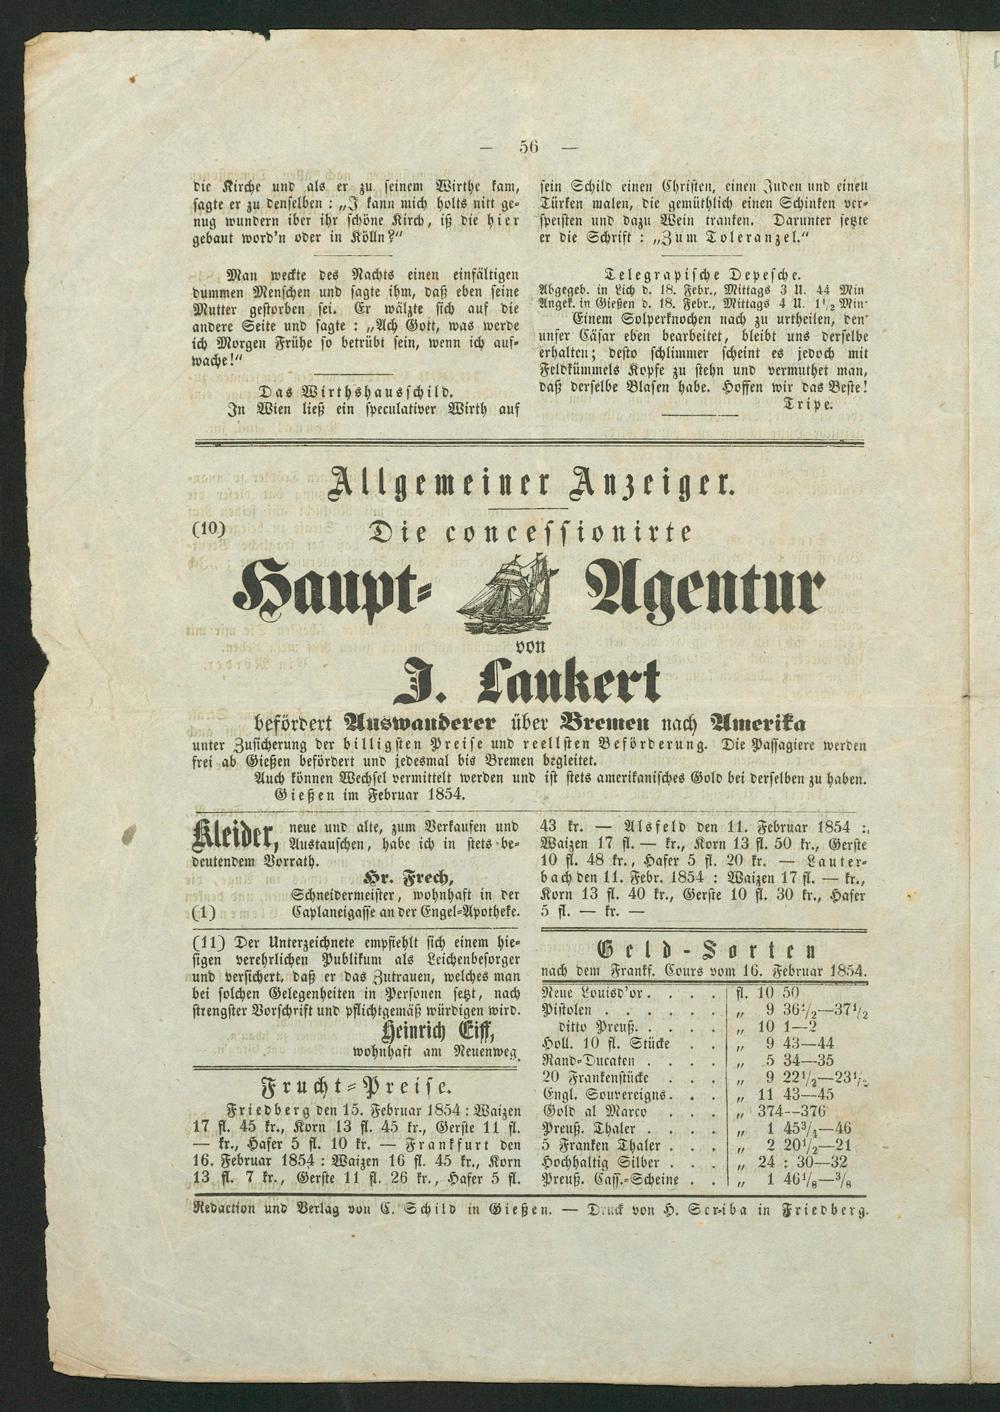 — 56 —
die Kirche und als er zu seinem Wirthe kam,
sagte er zu denselben : „I kann mich holts nitt ge-
nug wundern iber ihr schöne Kirch, iß die hier
gebaut word'n oder in Kölln?“
Man weckte des Nachts einen einfältigen
dummen Menschen und sagte ihm, daß eben seine
Mutter gestorben sei. Er wälzte sich auf die
andere Seite und sagte : „Ach Gott, was werde
ich Morgen Frühe so betrübt sein, wenn ich auf-
wache!“
Das Wirthshausschild.
In Wien ließ ein speculativer Wirth auf
sein Schild einen Christen, einen Juden und einen
Türken malen, die gemüthlich einen Schinken ver-
speisten und dazu Wein tranken. Darunter setzte
er die Schrift : „Zum Toleranzel.“
Telegrapische Depesche.
Abgegeb. in Lich d. 18. Febr., Mittags 3 U. 44 Min
Angek. in Gießen d. 18. Febr., Mittags 4 U. 1½ Min·
Einem Solperknochen nach zu urtheilen, den
unser Cäsar eben bearbeitet, bleibt uns derselbe
erhalten; desto schlimmer scheint es jedoch mit
Feldkümmels Kopfe zu stehn und vermuthet man,
daß derselbe Blasen habe. Hoffen wir das Beste!
Tripe.
Allgemeiner Anzeiger.
(10) Die concessionirte
Haupt- Agentur
von
J. Laukert
befördert Auswanderer über Bremen nach Amerika
unter Zusicherung der billigsten Preise und reellsten Beförderung. Die Passagiere werden
frei ab Gießen befördert und jedesmal bis Bremen begleitet.
Auch können Wechsel vermittelt werden und ist stets amerikanisches Gold bei derselben zu haben.
Gießen im Februar 1854.
Kleider, neue und alte, zum Verkaufen und
Austauschen, habe ich in stets be-
deutendem Vorrath.
Hr. Frech,
Schneidermeister, wohnhaft in der
(1) Caplaneigasse an der Engel-Apotheke.
(11) Der Unterzeichnete empfiehlt sich einem hie-
sigen verehrlichen Publikum als Leichenbesorger
und versichert, daß er das Zutrauen, welches man
bei solchen Gelegenheiten in Personen setzt, nach
strengster Vorschrift und pflichtgemäß würdigen wird.
Heinrich Eiff,
wohnhaft am Neuenweg.
Frucht-Preise.
Friedberg den 15. Februar 1854 : Waizen
17 fl. 45 kr., Korn 13 fl. 45 kr., Gerste 11 fl.
— kr., Hafer 5 fl. 10 kr. — Frankfurt den
16. Februar 1854 : Waizen 16 fl. 45 kr., Korn
13 fl. 7 kr., Gerste 11 fl. 26 kr., Hafer 5 fl.
43 kr. — Alsfeld den 11. Februar 1854 :
Waizen 17 fl. — kr., Korn 13 fl. 50 kr., Gerste
10 fl. 48 kr., Hafer 5 fl. 20 kr. — Lauter-
bach den 11. Febr. 1854 : Waizen 17 fl. — kr.,
Korn 13 fl. 40 kr., Gerste 10 fl. 30 kr., Hafer
5 fl. — kr. —
Geld-Sorten
nach dem Frankf. Cours vom 16. Februar 1854.
Neue Louisd'or . . . . fl. 10 50
Pistolen . . . . . . „ 9 36½—37½
ditto Preuß. . . . . „ 10 1—2
Holl. 10 fl. Stücke . . . „ 9 43—44
Rand-Ducaten . . . . „ 5 34—35
20 Frankenstücke . . . „ 9 22½—23½
Engl. Souvereigns . . . „ 11 43—45
Gold al Marco . . . „ 374—376
Preuß. Thaler . . . . „ 1 45¾—46
5 Franken Thaler . . . „ 2 20½—21
Hochhaltig Silber . . . „ 24 : 30—32
Preuß. Cass.-Scheine . . „ 1 46⅛—⅜
Redaction und Verlag von C. Schild in Gießen. — Druck von H. Scriba in Friedberg.